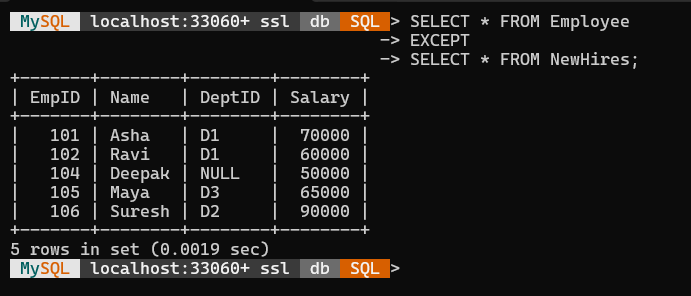 MySQL localhost:33060+ ssl db SQL > SELECT * FROM Employee
-> EXCEPT
-> SELECT * FROM NewHires;
+-------+--------+--------+--------+
| EmpID | Name   | DeptID | Salary |
+-------+--------+--------+--------+
|   101 | Asha   | D1     |  70000 |
|   102 | Ravi   | D1     |  60000 |
|   104 | Deepak | NULL   |  50000 |
|   105 | Maya   | D3     |  65000 |
|   106 | Suresh | D2     |  90000 |
+-------+--------+--------+--------+
5 rows in set (0.0019 sec)
MySQL localhost:33060+ ssl db SQL >